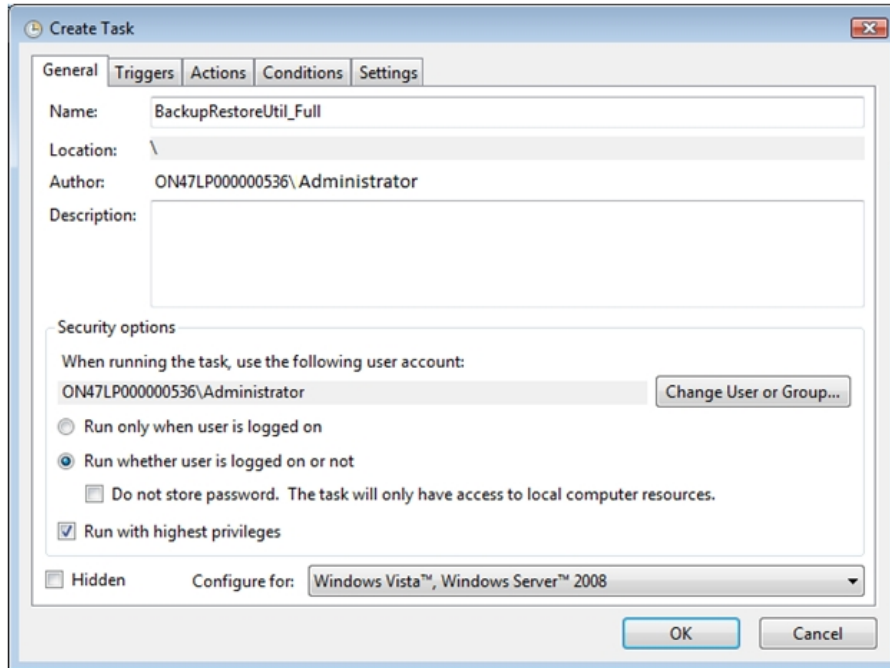 Create Task
General Triggers Actions Conditions Settings
Name: BackupRestoreUtil_Full
Location: \
Author: ON47LP000000536\Administrator
Description:
Security options
When running the task, use the following user account:
ON47LP000000536\Administrator Change User or Group...
Run only when user is logged on
Run whether user is logged on or not
Do not store password. The task will only have access to local computer resources.
Run with highest privileges
Hidden Configure for: Windows Vista™, Windows Server™ 2008
OK Cancel